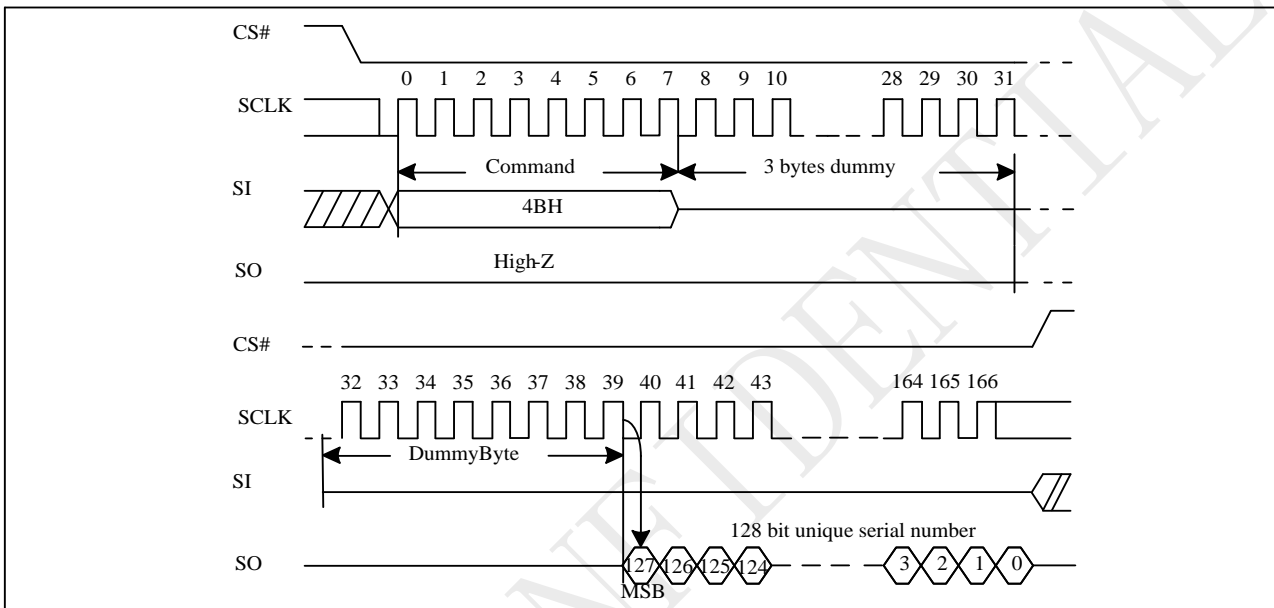 CS#
0 1 2 3 4 5 6 7 8 9 10 28 29 30 31
SCLK
Command 3 bytes dummy
SI
4BH
High-Z
SO
CS#
32 33 34 35 36 37 38 39 40 41 42 43 164 165 166
SCLK
DummyByte
SI
128 bit unique serial number
SO 127 126 125 124 3 2 1 0
MSB